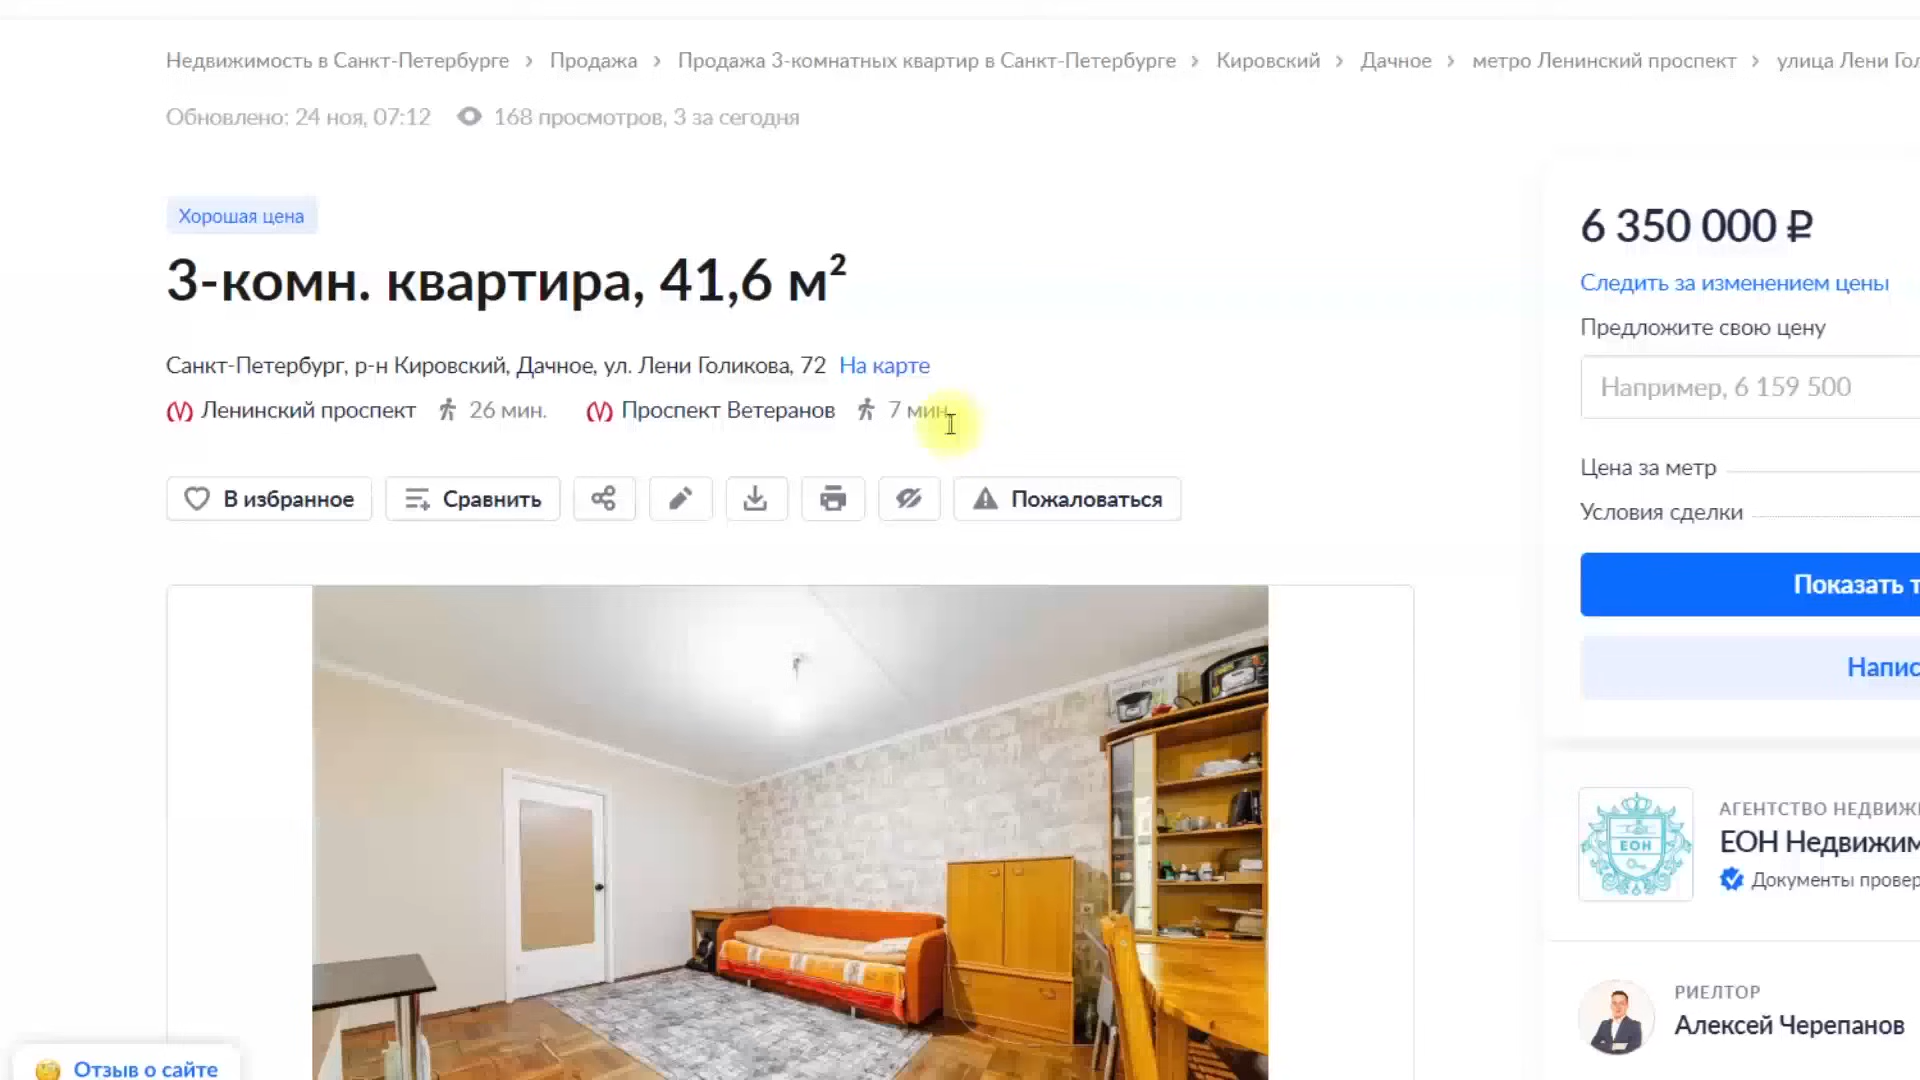 Недвижимость в Санкт-Петербурге › Продажа › Продажа 3-комнатных квартир в Санкт-Петербурге › Кировский › Дачное › метро Ленинский проспект › улица Лени Гол
Обновлено: 24 ноя, 07:12 168 просмотров, 3 за сегодня
Хорошая цена
3-комн. квартира, 41,6 м²
Санкт-Петербург, р-н Кировский, Дачное, ул. Лени Голикова, 72 На карте
Ленинский проспект 26 мин. Проспект Ветеранов 7 мин.
В избранное Сравнить Пожаловаться
6 350 000 ₽
Следить за изменением цены
Предложите свою цену
Например, 6 159 500
Цена за метр
Условия сделки
Показать т
Напис
АГЕНТСТВО НЕДВИЖ
ЕОН
ЕОН Недвижим
Документы провер
РИЕЛТОР
Алексей Черепанов
Отзыв о сайте